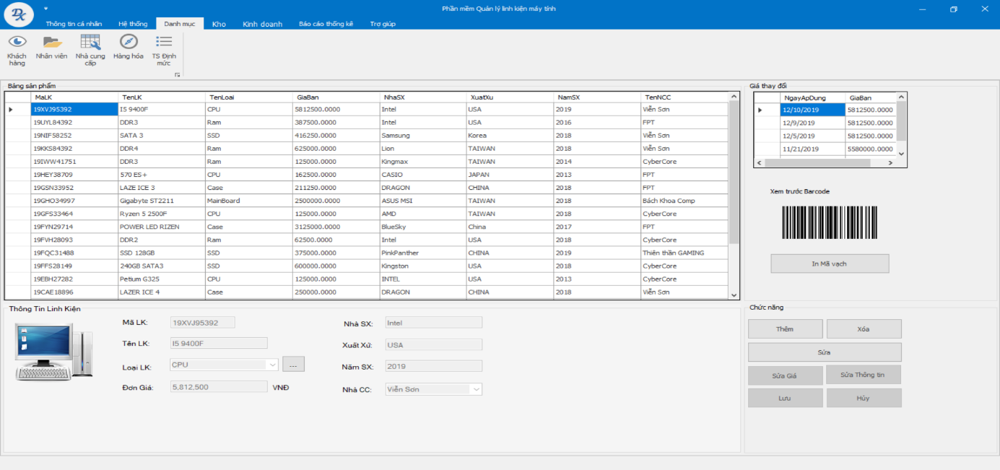 Phần mềm Quản lý linh kiện máy tính
Thông tin cá nhân Hệ thống Danh mục Kho Kinh doanh Báo cáo thống kê Trợ giúp
Khách hàng Nhân viên Nhà cung cấp Hàng hóa TS Định mức
Bảng sản phẩm
MaLK TenLK TenLoai GiaBan NhaSX XuatXu NamSX TenNCC
19XVJ95392 I5 9400F CPU 5812500.0000 Intel USA 2019 Viễn Sơn
19UYL84392 DDR3 Ram 387500.0000 Intel USA 2016 FPT
19NIF58252 SATA 3 SSD 416250.0000 Samsung Korea 2018 Viễn Sơn
19KKS84392 DDR4 Ram 625000.0000 Lion TAIWAN 2018 Viễn Sơn
19IWW41751 DDR3 Ram 125000.0000 Kingmax TAIWAN 2014 CyberCore
19HEY38709 570 ES+ CPU 162500.0000 CASIO JAPAN 2013 FPT
19GSN33952 LAZE ICE 3 Case 211250.0000 DRAGON CHINA 2018 FPT
19GHO34997 Gigabyte ST2211 MainBoard 2500000.0000 ASUS MSI TAIWAN 2018 Bách Khoa Comp
19GFS33464 Ryzen 5 2500F CPU 125000.0000 AMD TAIWAN 2018 CyberCore
19FYN29714 POWER LED RIZEN Case 3125000.0000 BlueSky China 2017 FPT
19FVH28093 DDR2 Ram 62500.0000 Intel USA 2018 CyberCore
19FQC31488 SSD 128GB SSD 375000.0000 PinkPanther CHINA 2019 Thiên thần GAMING
19FFS28149 240GB SATA3 SSD 600000.0000 Kingston USA 2018 CyberCore
19EBH27282 Petium G325 CPU 125000.0000 INTEL USA 2013 CyberCore
19CAE18896 LAZER ICE 4 Case 250000.0000 DRAGON CHINA 2018 Viễn Sơn
Giá thay đổi
NgayApDung GiaBan
12/10/2019 5812500.0000
12/9/2019 5812500.0000
12/5/2019 5812500.0000
11/21/2019 5580000.0000
Xem trước Barcode
In Mã vạch
Thông Tin Linh Kiện
Mã LK: 19XVJ95392 Nhà SX: Intel
Tên LK: I5 9400F Xuất Xứ: USA
Loại LK: CPU ... Năm SX: 2019
Đơn Giá: 5,812,500 VNĐ Nhà CC: Viễn Sơn
Chức năng
Thêm Xóa
Sửa
Sửa Giá Sửa Thông tin
Lưu Hủy